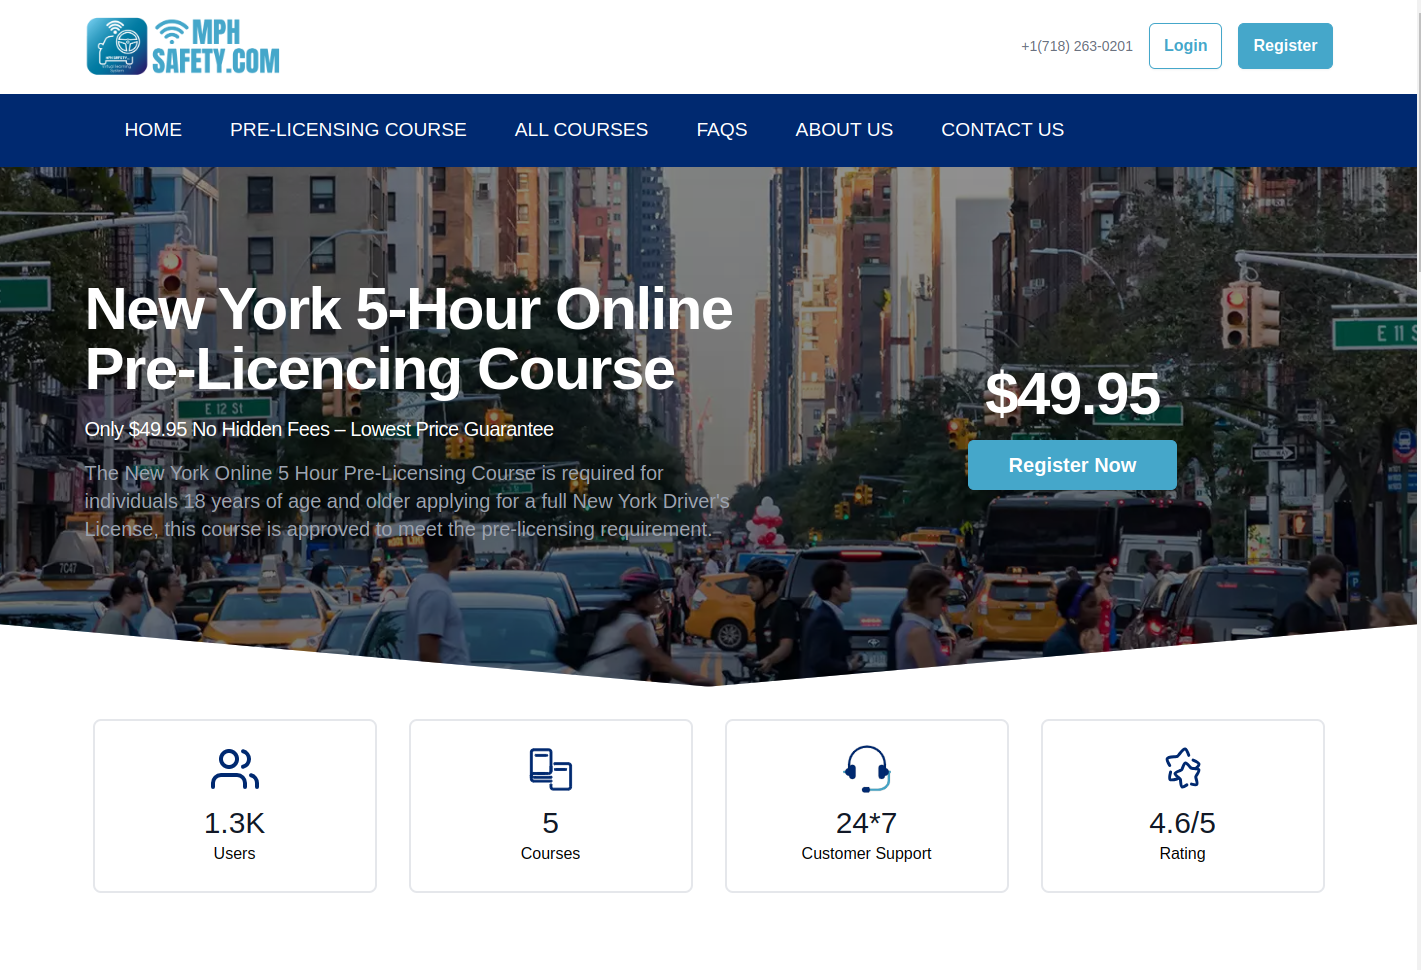 MPH
SAFETY.COM
+1(718) 263-0201
Login
Register
HOME
PRE-LICENSING COURSE
ALL COURSES
FAQS
ABOUT US
CONTACT US
New York 5-Hour Online
Pre-Licencing Course
Only $49.95 No Hidden Fees – Lowest Price Guarantee
The New York Online 5 Hour Pre-Licensing Course is required for
individuals 18 years of age and older applying for a full New York Driver's
License, this course is approved to meet the pre-licensing requirement.
$49.95
Register Now
E 12 St
E 11 S
7C47
1.3K
Users
5
Courses
24*7
Customer Support
4.6/5
Rating